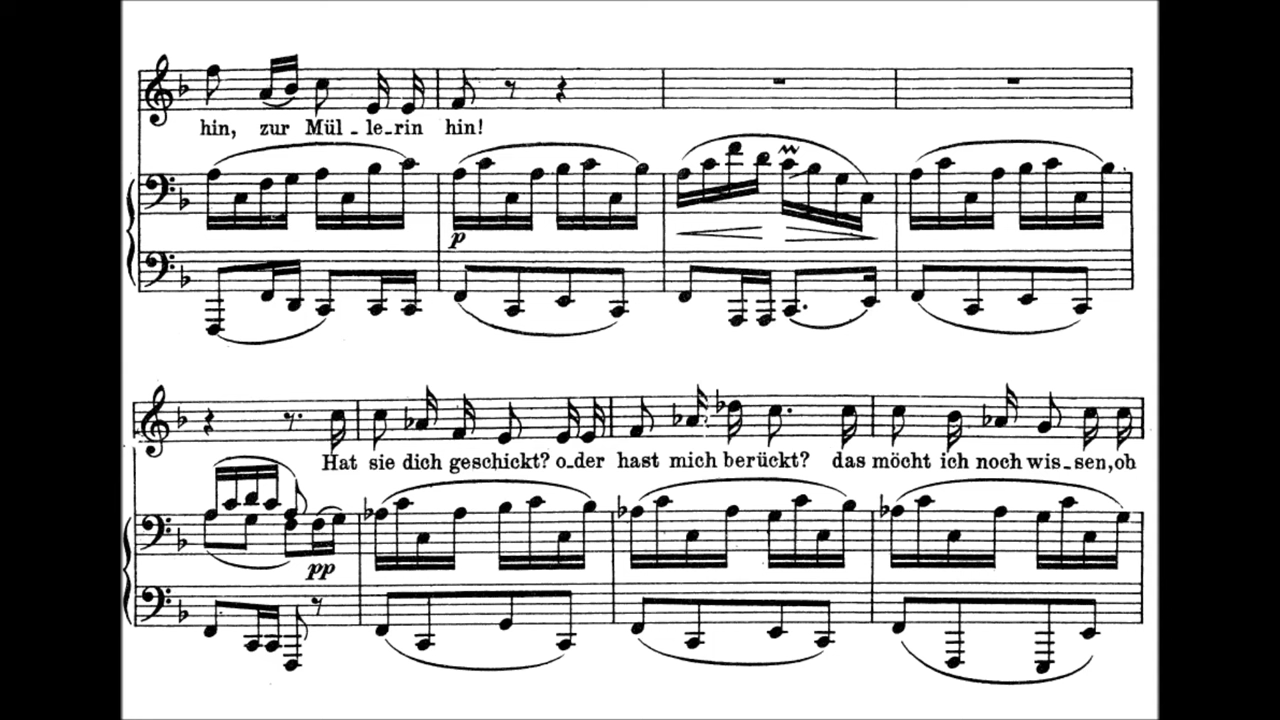 hin, zur Mül-le-rin hin!
p
Hat sie dich geschickt? o-der hast mich berückt? das möcht ich noch wis-sen, ob
pp